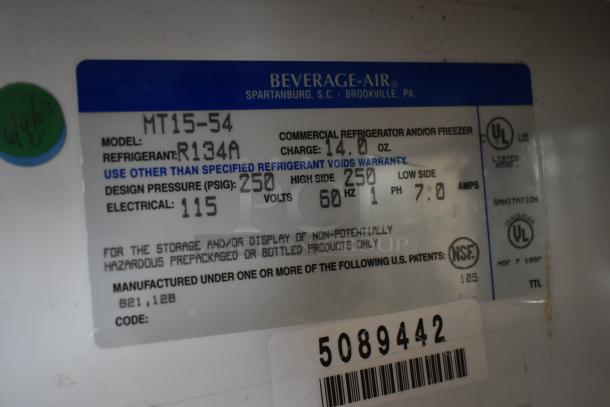 BEVERAGE-AIR®
SPARTANBURG, S.C. - BROOKVILLE, PA.
MODEL: MT15-54 COMMERCIAL REFRIGERATOR AND/OR FREEZER
REFRIGERANT: R134A CHARGE: 14.0 OZ.
USE OTHER THAN SPECIFIED REFRIGERANT VOIDS WARRANTY
DESIGN PRESSURE (PSIG): 250 HIGH SIDE 250 LOW SIDE
ELECTRICAL: 115 VOLTS 60 HZ 1 PH 7.0 AMPS
FOR THE STORAGE AND/OR DISPLAY OF NON-POTENTIALLY
HAZARDOUS PREPACKAGED OR BOTTLED PRODUCTS ONLY
MANUFACTURED UNDER ONE OR MORE OF THE FOLLOWING U.S. PATENTS:
821,128
CODE:
C UL US
LISTED
SANITATION
CLASSIFIED
UL
NSF®
105
TTL
5089442